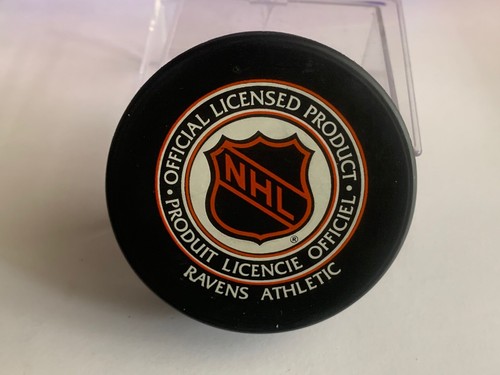 • OFFICIAL LICENSED PRODUCT •
NHL
®
PRODUIT LICENCIE OFFICIEL
RAVENS ATHLETIC